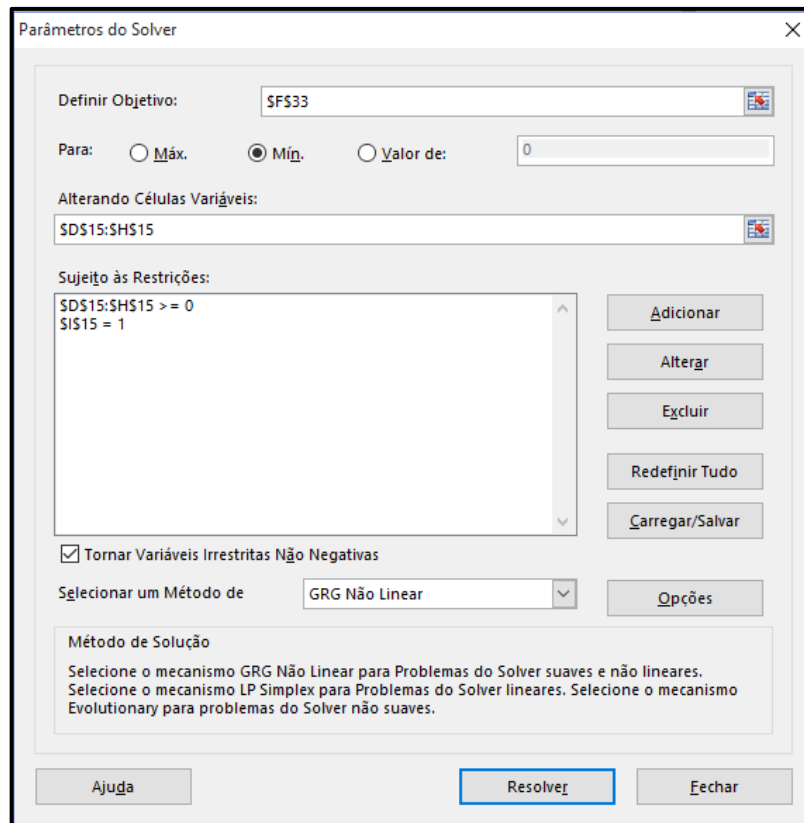 Parâmetros do Solver
Definir Objetivo: $F$33
Para: Máx. Mín. Valor de: 0
Alterando Células Variáveis:
$D$15:$H$15
Sujeito às Restrições:
$D$15:$H$15 >= 0
$I$15 = 1
Adicionar
Alterar
Excluir
Redefinir Tudo
Carregar/Salvar
Tornar Variáveis Irrestritas Não Negativas
Selecionar um Método de GRG Não Linear Opções
Método de Solução
Selecione o mecanismo GRG Não Linear para Problemas do Solver suaves e não lineares.
Selecione o mecanismo LP Simplex para Problemas do Solver lineares. Selecione o mecanismo
Evolutionary para problemas do Solver não suaves.
Ajuda Resolver Fechar